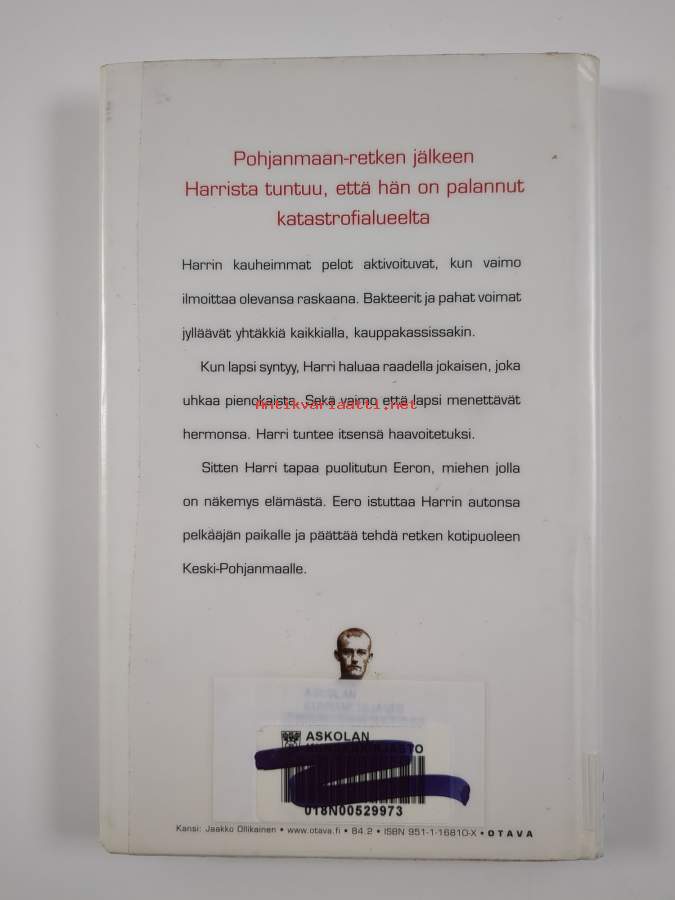 Pohjanmaan-retken jälkeen
Harrista tuntuu, että hän on palannut
katastrofialueelta
Harrin kauheimmat pelot aktivoituvat, kun vaimo
ilmoittaa olevansa raskaana. Bakteerit ja pahat voimat
jylläävät yhtäkkiä kaikkialla, kauppakassissakin.
Kun lapsi syntyy, Harri haluaa raadella jokaisen, joka
uhkaa pienokaista. Sekä vaimo että lapsi menettävät
Antikvariaatti.net
hermonsa. Harri tuntee itsensä haavoitetuksi.
Sitten Harri tapaa puolitutun Eeron, miehen jolla
on näkemys elämästä. Eero istuttaa Harrin autonsa
pelkääjän paikalle ja päättää tehdä retken kotipuoleen
Keski-Pohjanmaalle.
ASKOLAN
018N00529973
Kansi: Jaakko Ollikainen • www.otava.fi • 84.2 • ISBN 951-1-16810-X • OTAVA